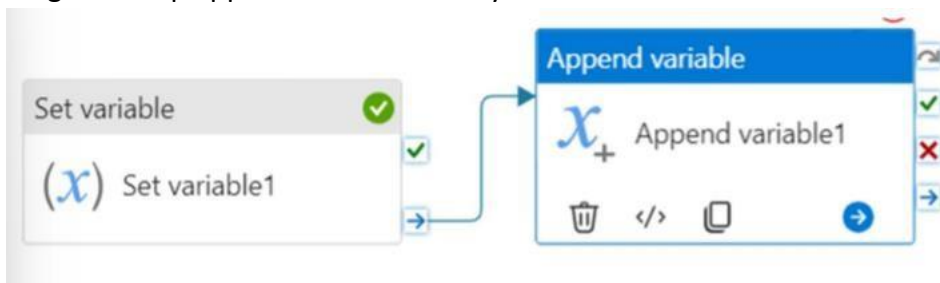 Append variable
Set variable
Append variable1
Set variable1